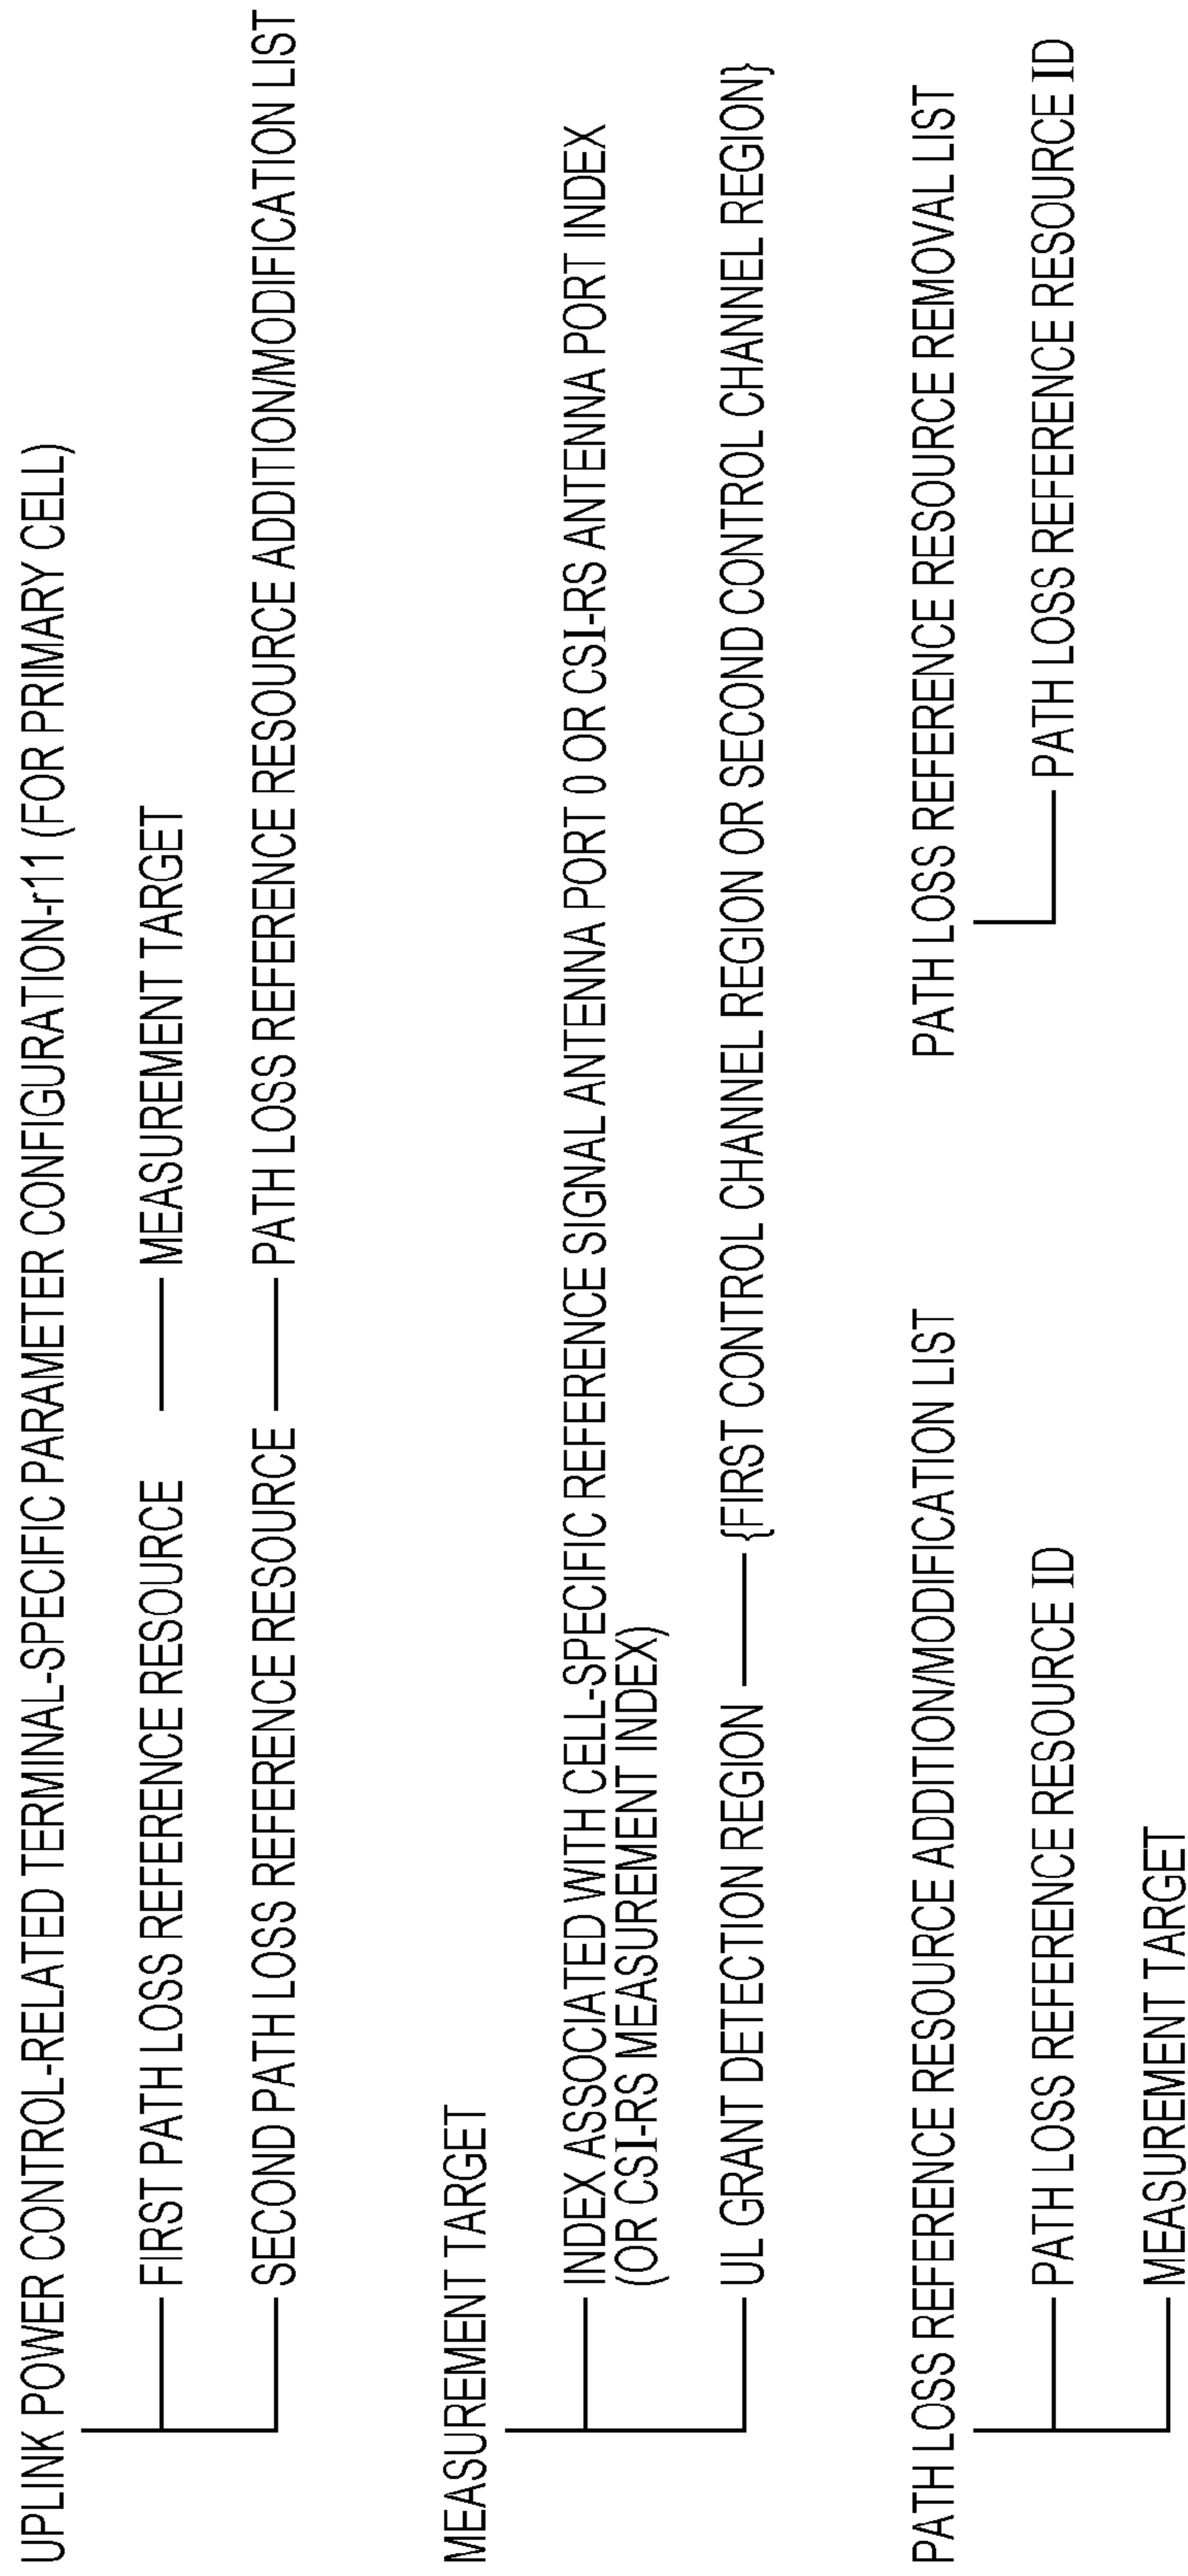 UPLINK POWER CONTROL-RELATED TERMINAL-SPECIFIC PARAMETER CONFIGURATION-r11 (FOR PRIMARY CELL)
FIRST PATH LOSS REFERENCE RESOURCE MEASUREMENT TARGET
SECOND PATH LOSS REFERENCE RESOURCE PATH LOSS REFERENCE RESOURCE ADDITION/MODIFICATION LIST
MEASUREMENT TARGET
INDEX ASSOCIATED WITH CELL-SPECIFIC REFERENCE SIGNAL ANTENNA PORT 0 OR CSI-RS ANTENNA PORT INDEX
(OR CSI-RS MEASUREMENT INDEX)
UL GRANT DETECTION REGION {FIRST CONTROL CHANNEL REGION OR SECOND CONTROL CHANNEL REGION}
PATH LOSS REFERENCE RESOURCE ADDITION/MODIFICATION LIST
PATH LOSS REFERENCE RESOURCE ID
MEASUREMENT TARGET
PATH LOSS REFERENCE RESOURCE REMOVAL LIST
PATH LOSS REFERENCE RESOURCE ID